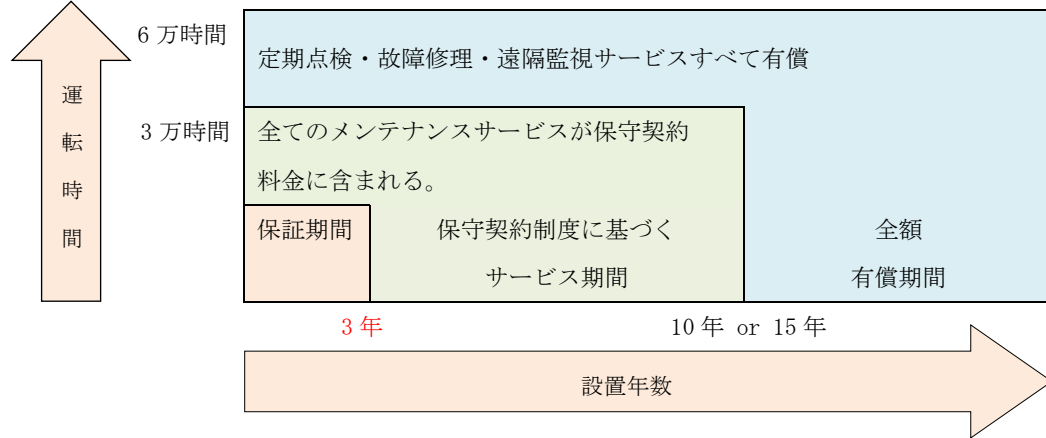 6 万時間
定期点検・故障修理・遠隔監視サービスすべて有償
運転時間
3 万時間
全てのメンテナンスサービスが保守契約
料金に含まれる。
保証期間
保守契約制度に基づく
サービス期間
全額
有償期間
3 年
10 年 or 15 年
設置年数